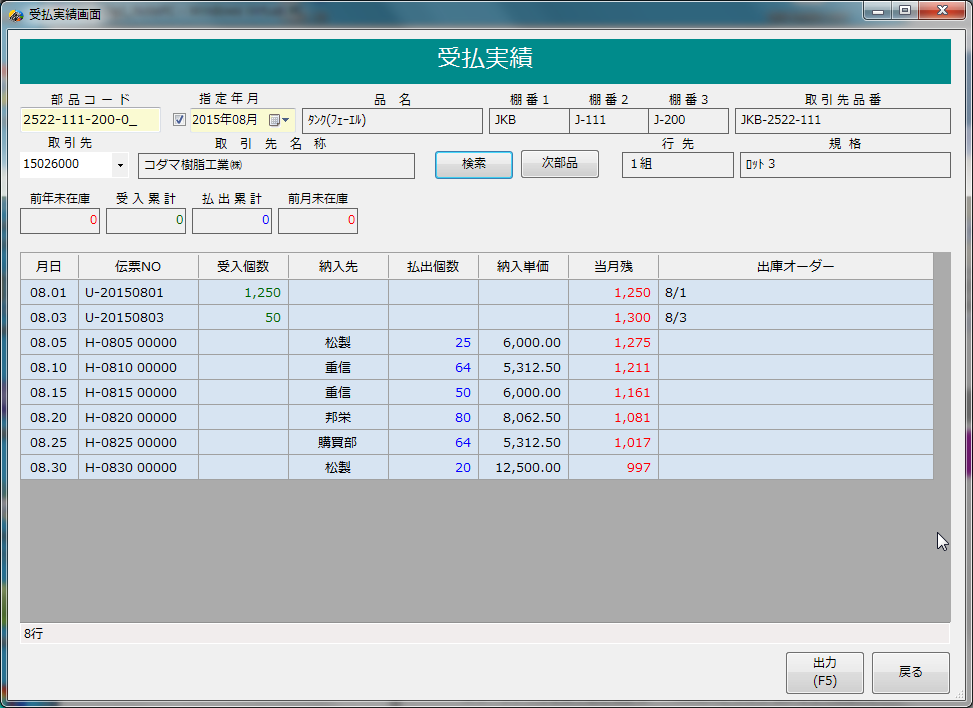 受払実績画面
受払実績
部品コード 指定年月 品 名 棚番1 棚番2 棚番3 取引先品番
2522-111-200-0_ 2015年08月 ﾀﾝｸ(ﾌｭｰｴﾙ) JKB J-111 J-200 JKB-2522-111
取引先 取 引 先 名 称 行先 規格
15026000 コダマ樹脂工業㈱ 検索 次部品 1組 ﾛｯﾄ 3
前年末在庫 受入累計 払出累計 前月末在庫
0 0 0 0
月日 伝票NO 受入個数 納入先 払出個数 納入単価 当月残 出庫オーダー
08.01 U-20150801 1,250 1,250 8/1
08.03 U-20150803 50 1,300 8/3
08.05 H-0805 00000 松製 25 6,000.00 1,275
08.10 H-0810 00000 重信 64 5,312.50 1,211
08.15 H-0815 00000 重信 50 6,000.00 1,161
08.20 H-0820 00000 邦栄 80 8,062.50 1,081
08.25 H-0825 00000 購買部 64 5,312.50 1,017
08.30 H-0830 00000 松製 20 12,500.00 997
8行
出力
(F5)
戻る